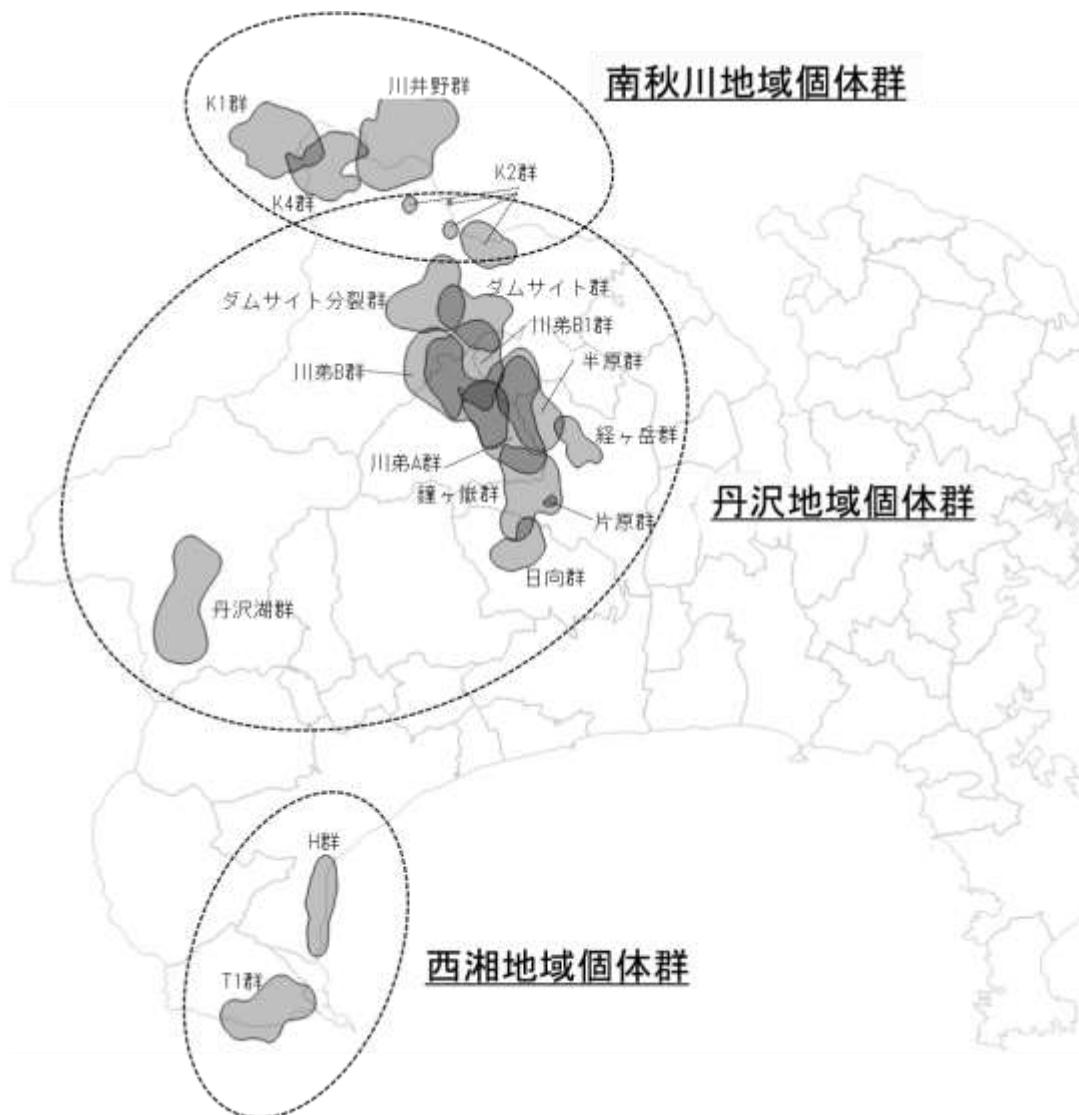 南秋川地域個体群
川井野群
K1群
K2群
K4群
ダムサイト分裂群
ダムサイト群
川弟B1群
川弟B群
半原群
経ヶ岳群
川弟A群
鐘ヶ嶽群
片原群
日向群
丹沢地域個体群
丹沢湖群
H群
西湘地域個体群
T1群